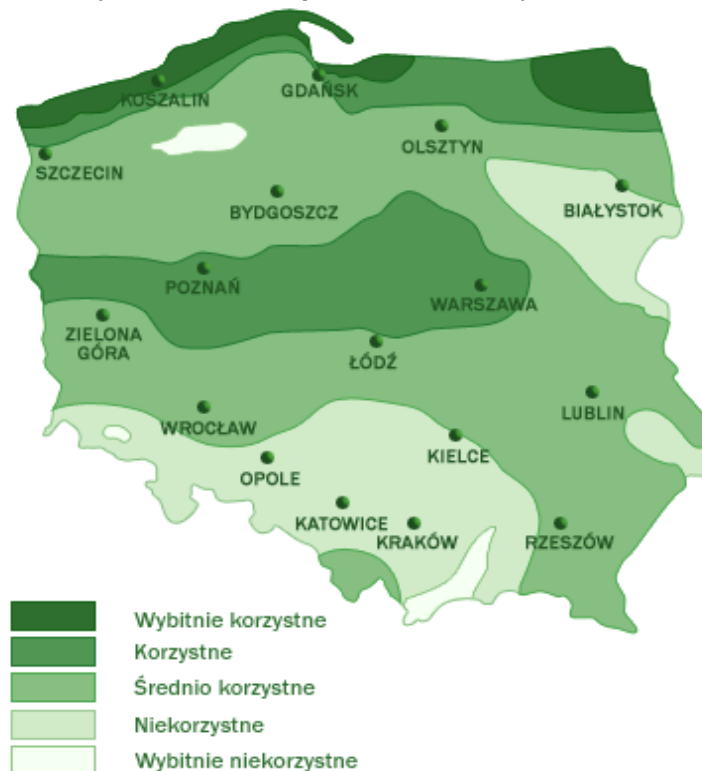 KOSZALIN
GDAŃSK
OLSZTYN
SZCZECIN
BYDGOSZCZ
BIAŁYSTOK
POZNAŃ
WARSZAWA
ZIELONA
GÓRA
ŁÓDŹ
WROCŁAW
LUBLIN
KIELCE
OPOLE
KATOWICE
KRAKÓW
RZESZÓW
Wybitnie korzystne
Korzystne
Średnio korzystne
Niekorzystne
Wybitnie niekorzystne